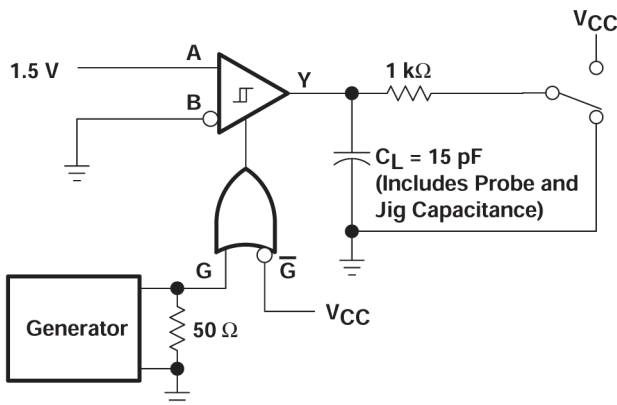 VCC
A
1.5 V
Y
1 kΩ
B
CL = 15 pF
(Includes Probe and
Jig Capacitance)
G
G̅
VCC
Generator
50 Ω